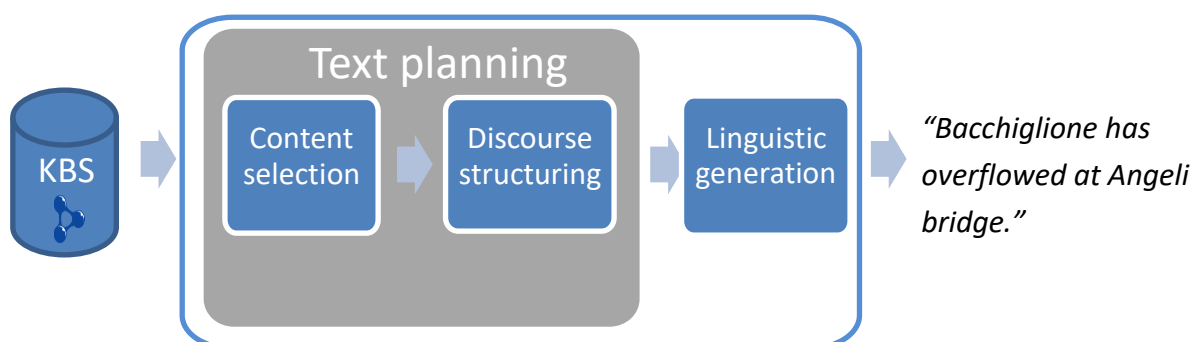 Text planning
KBS
Content
selection
Discourse
structuring
Linguistic
generation
“Bacchiglione has
overflowed at Angeli
bridge.”